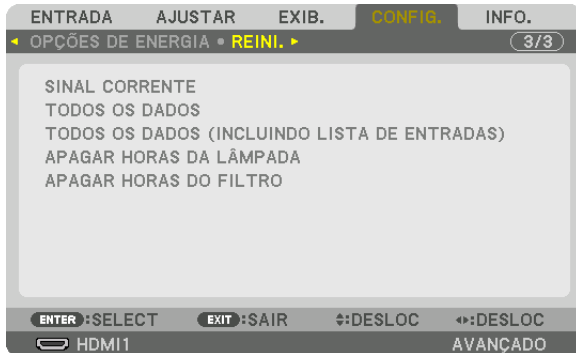 ENTRADA AJUSTAR EXIB. CONFIG. INFO.
OPÇÕES DE ENERGIA • REINI. 3/3
SINAL CORRENTE
TODOS OS DADOS
TODOS OS DADOS (INCLUINDO LISTA DE ENTRADAS)
APAGAR HORAS DA LÂMPADA
APAGAR HORAS DO FILTRO
ENTER :SELECT EXIT :SAIR :DESLOC :DESLOC
HDMI1 AVANÇADO